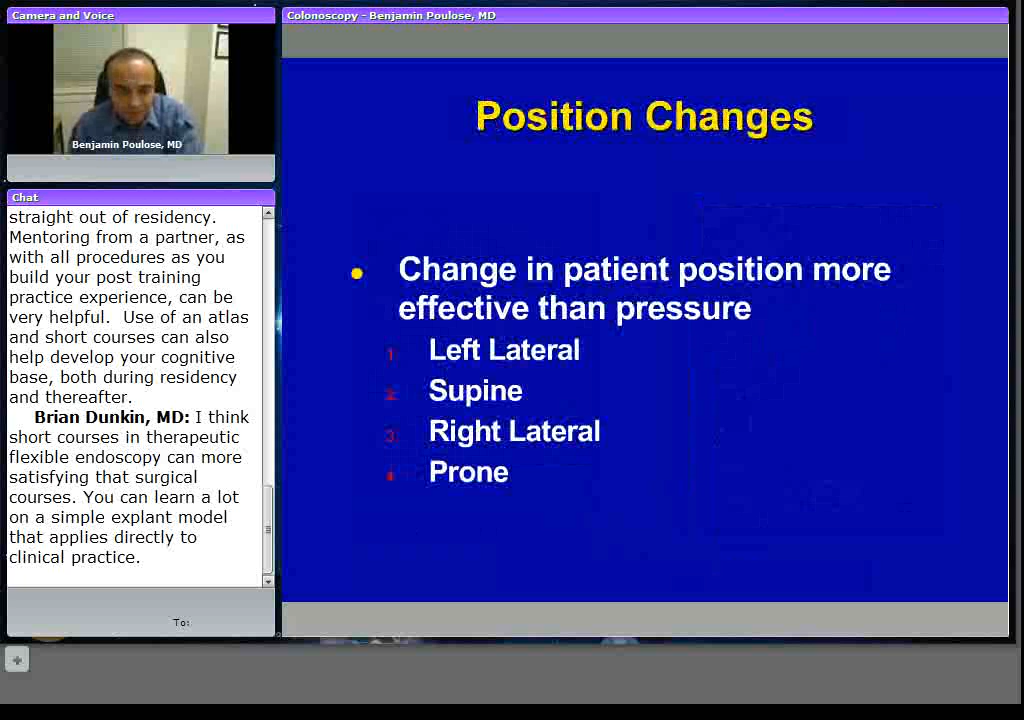 Camera and Voice
Benjamin Poulose, MD
Chat
straight out of residency.
Mentoring from a partner, as
with all procedures as you
build your post training
practice experience, can be
very helpful.  Use of an atlas
and short courses can also
help develop your cognitive
base, both during residency
and thereafter.
Brian Dunkin, MD: I think
short courses in therapeutic
flexible endoscopy can more
satisfying that surgical
courses. You can learn a lot
on a simple explant model
that applies directly to
clinical practice.
To:
Colonoscopy - Benjamin Poulose, MD
Position Changes
• Change in patient position more
effective than pressure
1. Left Lateral
2. Supine
3. Right Lateral
4. Prone